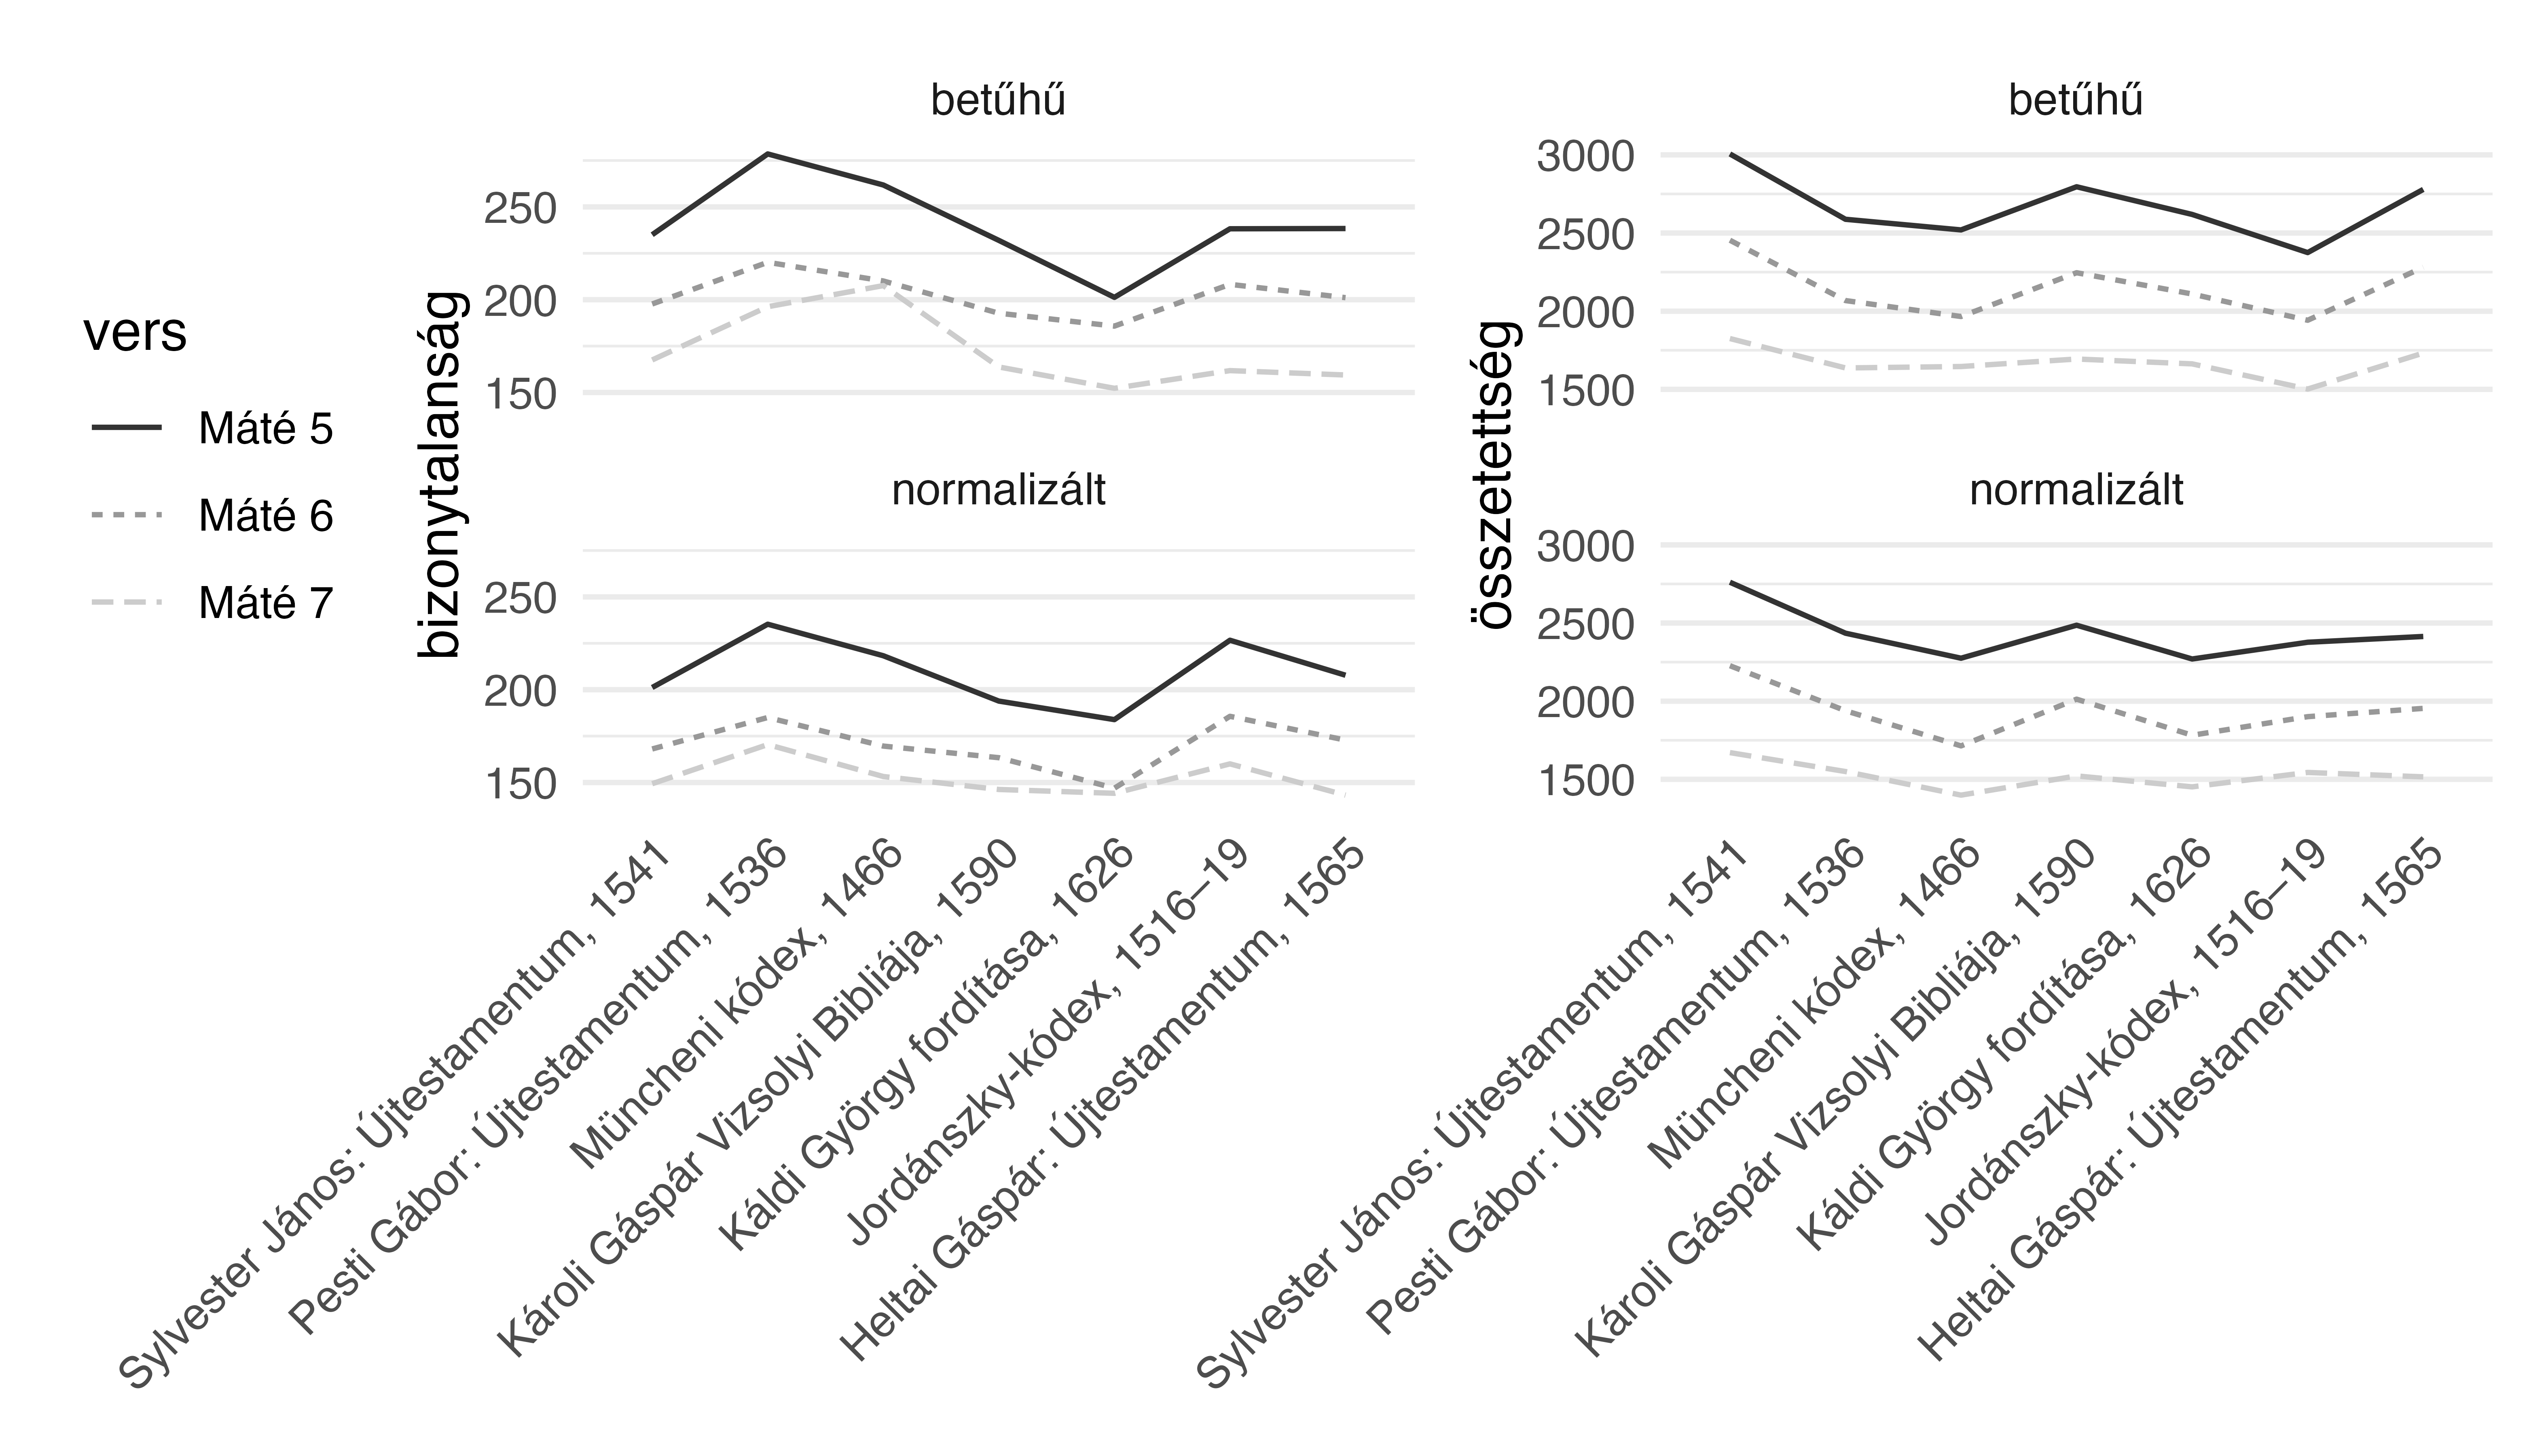 vers
Máté 5
Máté 6
Máté 7
bizonytalanság
betűhű
250
200
150
normalizált
250
200
150
Sylvester János: Újtestamentum, 1541
Pesti Gábor: Újtestamentum, 1536
Müncheni kódex, 1466
Károli Gáspár Vizsolyi Bibliája, 1590
Káldi György fordítása, 1626
Jordánszky-kódex, 1516–19
Heltai Gáspár: Újtestamentum, 1565
összetettség
betűhű
3000
2500
2000
1500
normalizált
3000
2500
2000
1500
Sylvester János: Újtestamentum, 1541
Pesti Gábor: Újtestamentum, 1536
Müncheni kódex, 1466
Károli Gáspár Vizsolyi Bibliája, 1590
Káldi György fordítása, 1626
Jordánszky-kódex, 1516–19
Heltai Gáspár: Újtestamentum, 1565